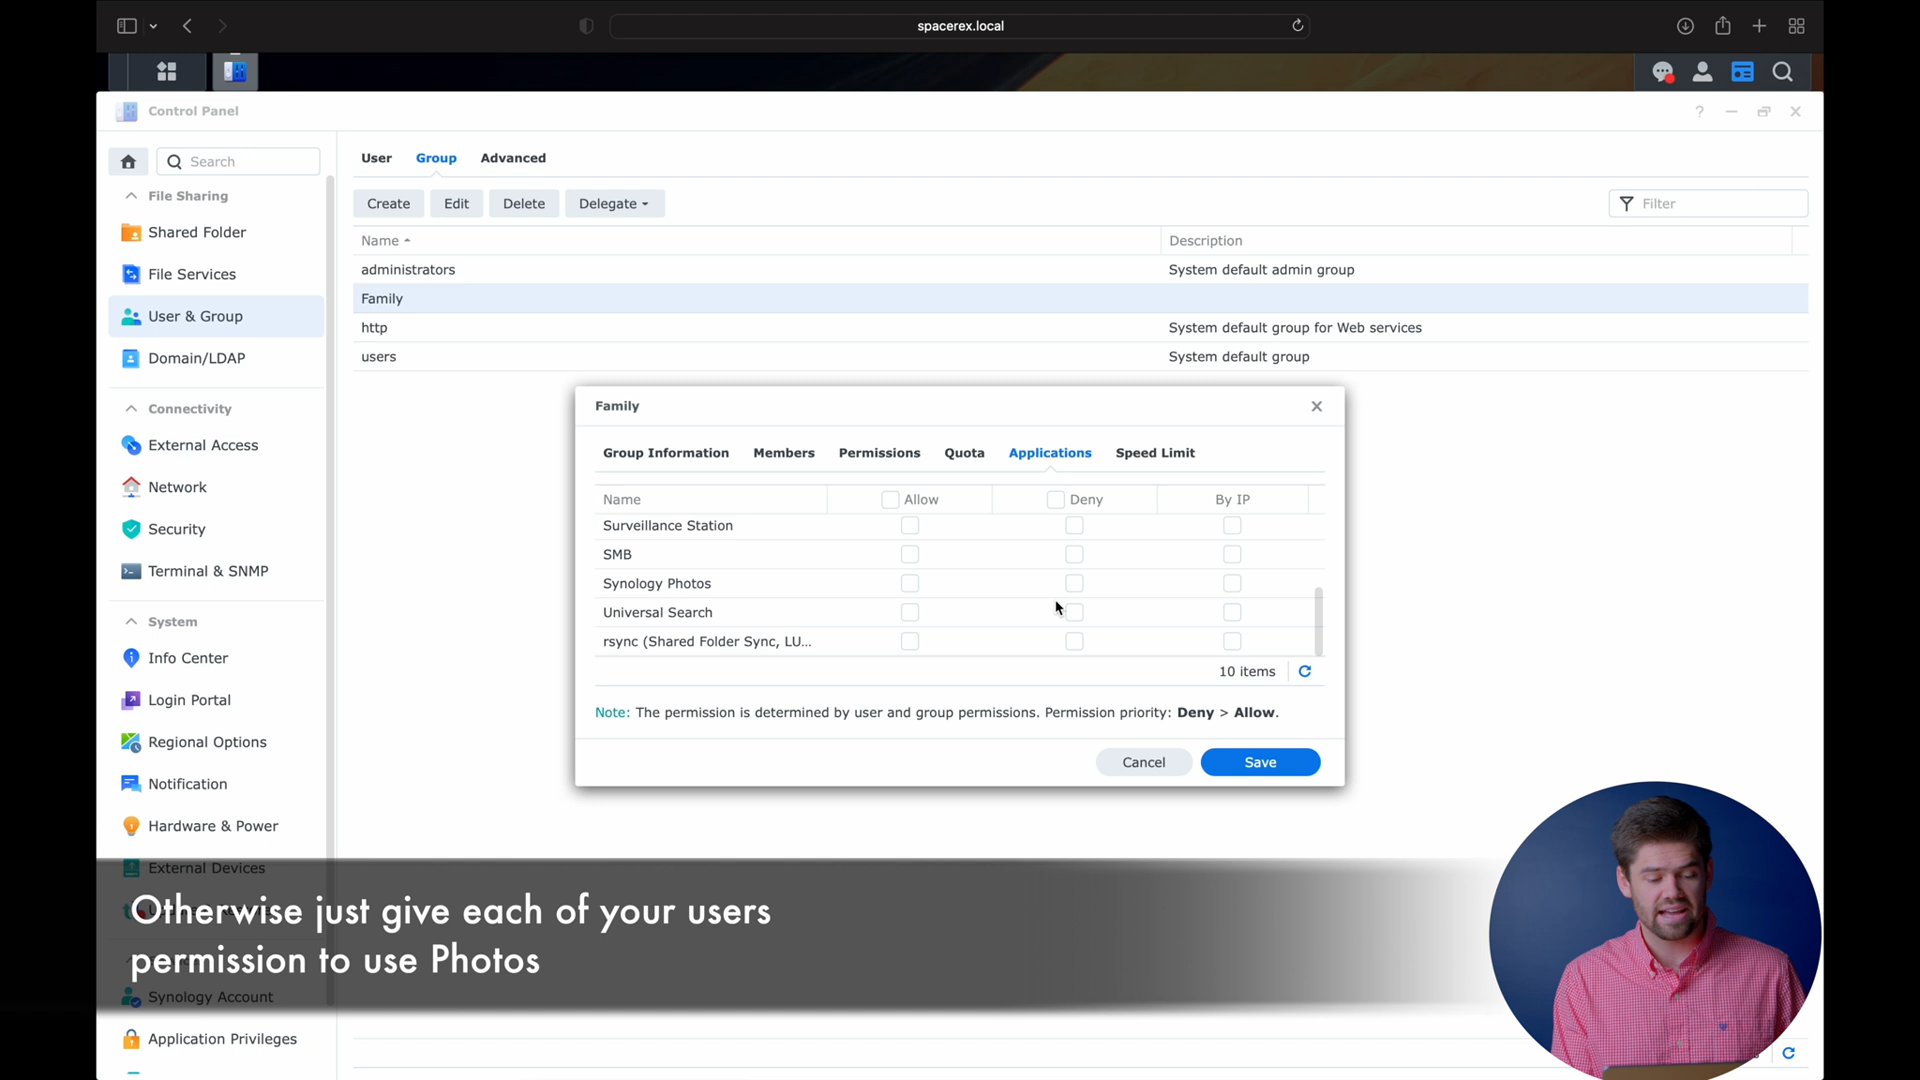 spacerex.local
Control Panel
Search
File Sharing
Shared Folder
File Services
User & Group
Domain/LDAP
Connectivity
External Access
Network
Security
Terminal & SNMP
System
Info Center
Login Portal
Regional Options
Notification
Hardware & Power
External Devices
Synology Account
Application Privileges
User Group Advanced
Create Edit Delete Delegate
Filter
Name Description
administrators System default admin group
Family
http System default group for Web services
users System default group
Family
Group Information Members Permissions Quota Applications Speed Limit
Name Allow Deny By IP
Surveillance Station
SMB
Synology Photos
Universal Search
rsync (Shared Folder Sync, LU...
10 items
Note: The permission is determined by user and group permissions. Permission priority: Deny > Allow.
Cancel Save
Otherwise just give each of your users
permission to use Photos